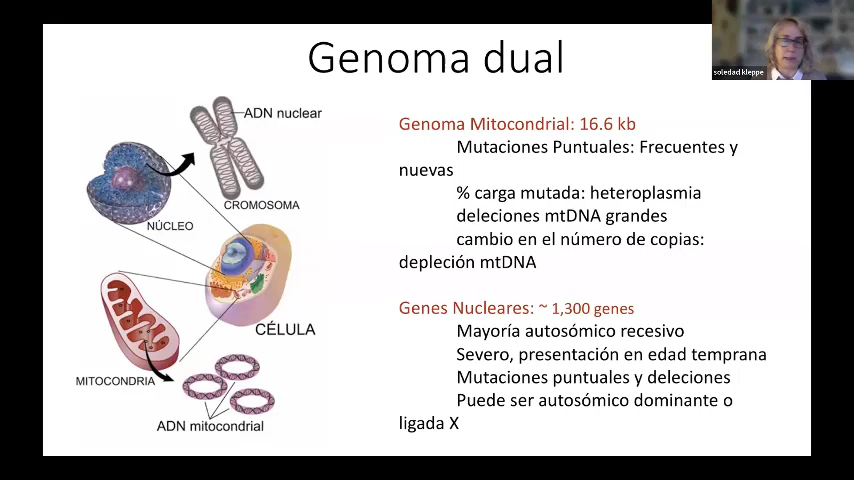 Genoma dual
soledad kleppe
ADN nuclear
CROMOSOMA
NÚCLEO
CÉLULA
MITOCONDRIA
ADN mitocondrial
Genoma Mitocondrial: 16.6 kb
Mutaciones Puntuales: Frecuentes y
nuevas
% carga mutada: heteroplasmia
deleciones mtDNA grandes
cambio en el número de copias:
depleción mtDNA
Genes Nucleares: ~ 1,300 genes
Mayoría autosómico recesivo
Severo, presentación en edad temprana
Mutaciones puntuales y deleciones
Puede ser autosómico dominante o
ligada X